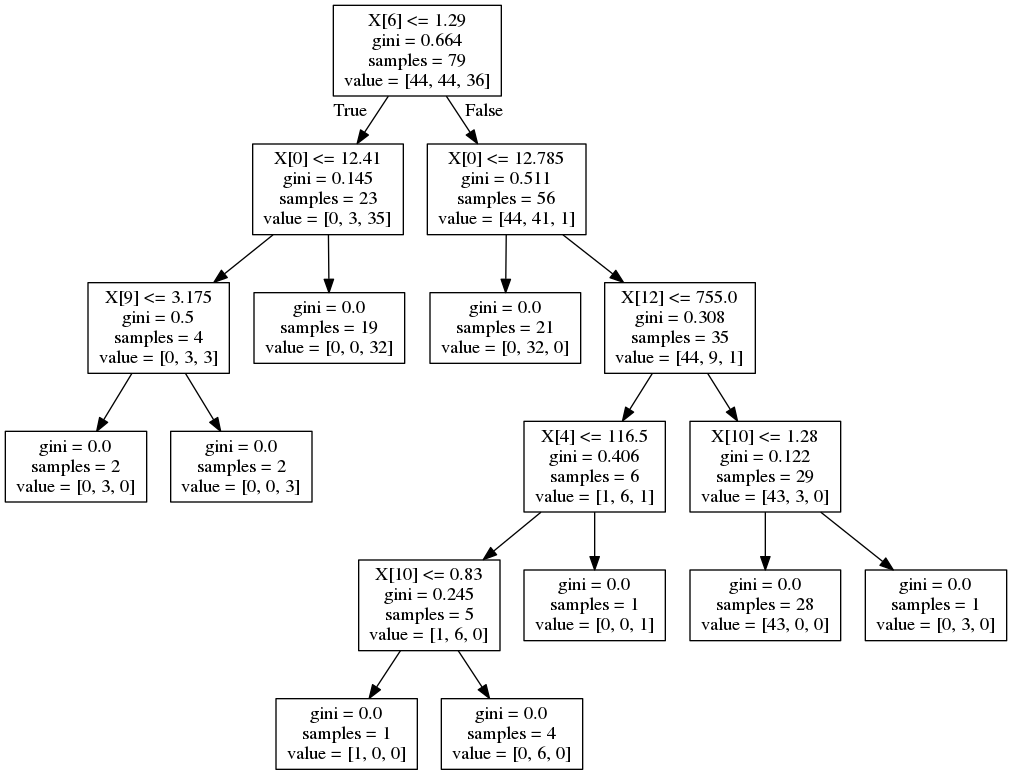 X[6] <= 1.29
gini = 0.664
samples = 79
value = [44, 44, 36]
True
False
X[0] <= 12.41
gini = 0.145
samples = 23
value = [0, 3, 35]
X[0] <= 12.785
gini = 0.511
samples = 56
value = [44, 41, 1]
X[9] <= 3.175
gini = 0.5
samples = 4
value = [0, 3, 3]
gini = 0.0
samples = 19
value = [0, 0, 32]
gini = 0.0
samples = 21
value = [0, 32, 0]
X[12] <= 755.0
gini = 0.308
samples = 35
value = [44, 9, 1]
gini = 0.0
samples = 2
value = [0, 3, 0]
gini = 0.0
samples = 2
value = [0, 0, 3]
X[4] <= 116.5
gini = 0.406
samples = 6
value = [1, 6, 1]
X[10] <= 1.28
gini = 0.122
samples = 29
value = [43, 3, 0]
X[10] <= 0.83
gini = 0.245
samples = 5
value = [1, 6, 0]
gini = 0.0
samples = 1
value = [0, 0, 1]
gini = 0.0
samples = 28
value = [43, 0, 0]
gini = 0.0
samples = 1
value = [0, 3, 0]
gini = 0.0
samples = 1
value = [1, 0, 0]
gini = 0.0
samples = 4
value = [0, 6, 0]